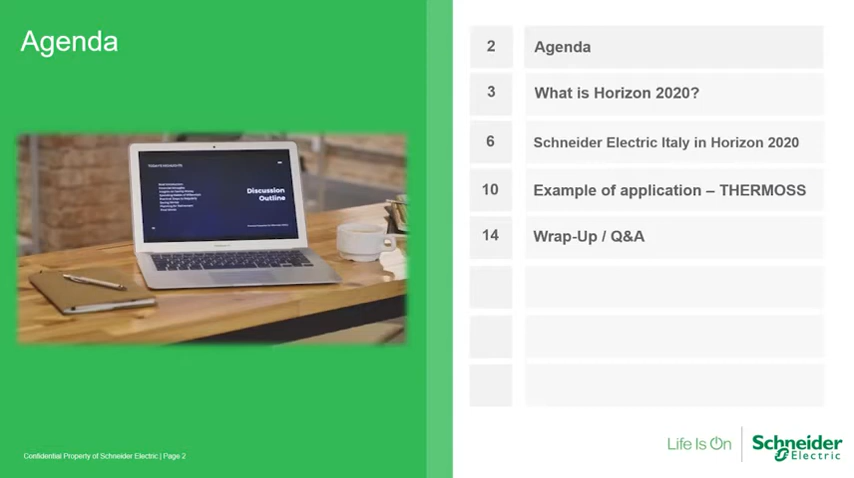 Agenda
2
Agenda
3
What is Horizon 2020?
6
Schneider Electric Italy in Horizon 2020
10
Example of application – THERMOSS
14
Wrap-Up / Q&A
Discussion
Outline
Confidential Property of Schneider Electric | Page 2
Life Is On
Schneider
Electric